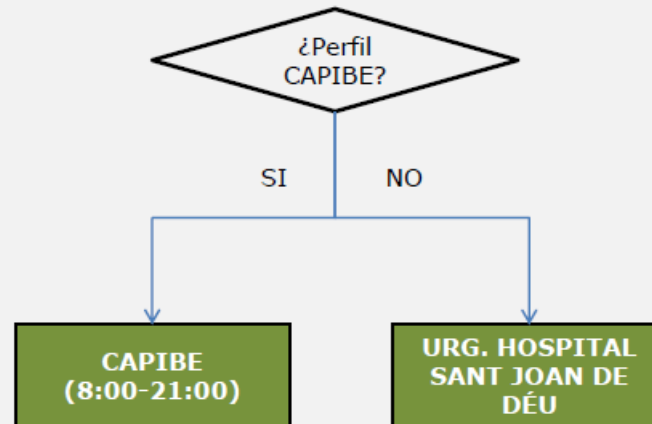 ¿Perfil
CAPIBE?
SI
NO
CAPIBE
(8:00-21:00)
URG. HOSPITAL
SANT JOAN DE
DÉU